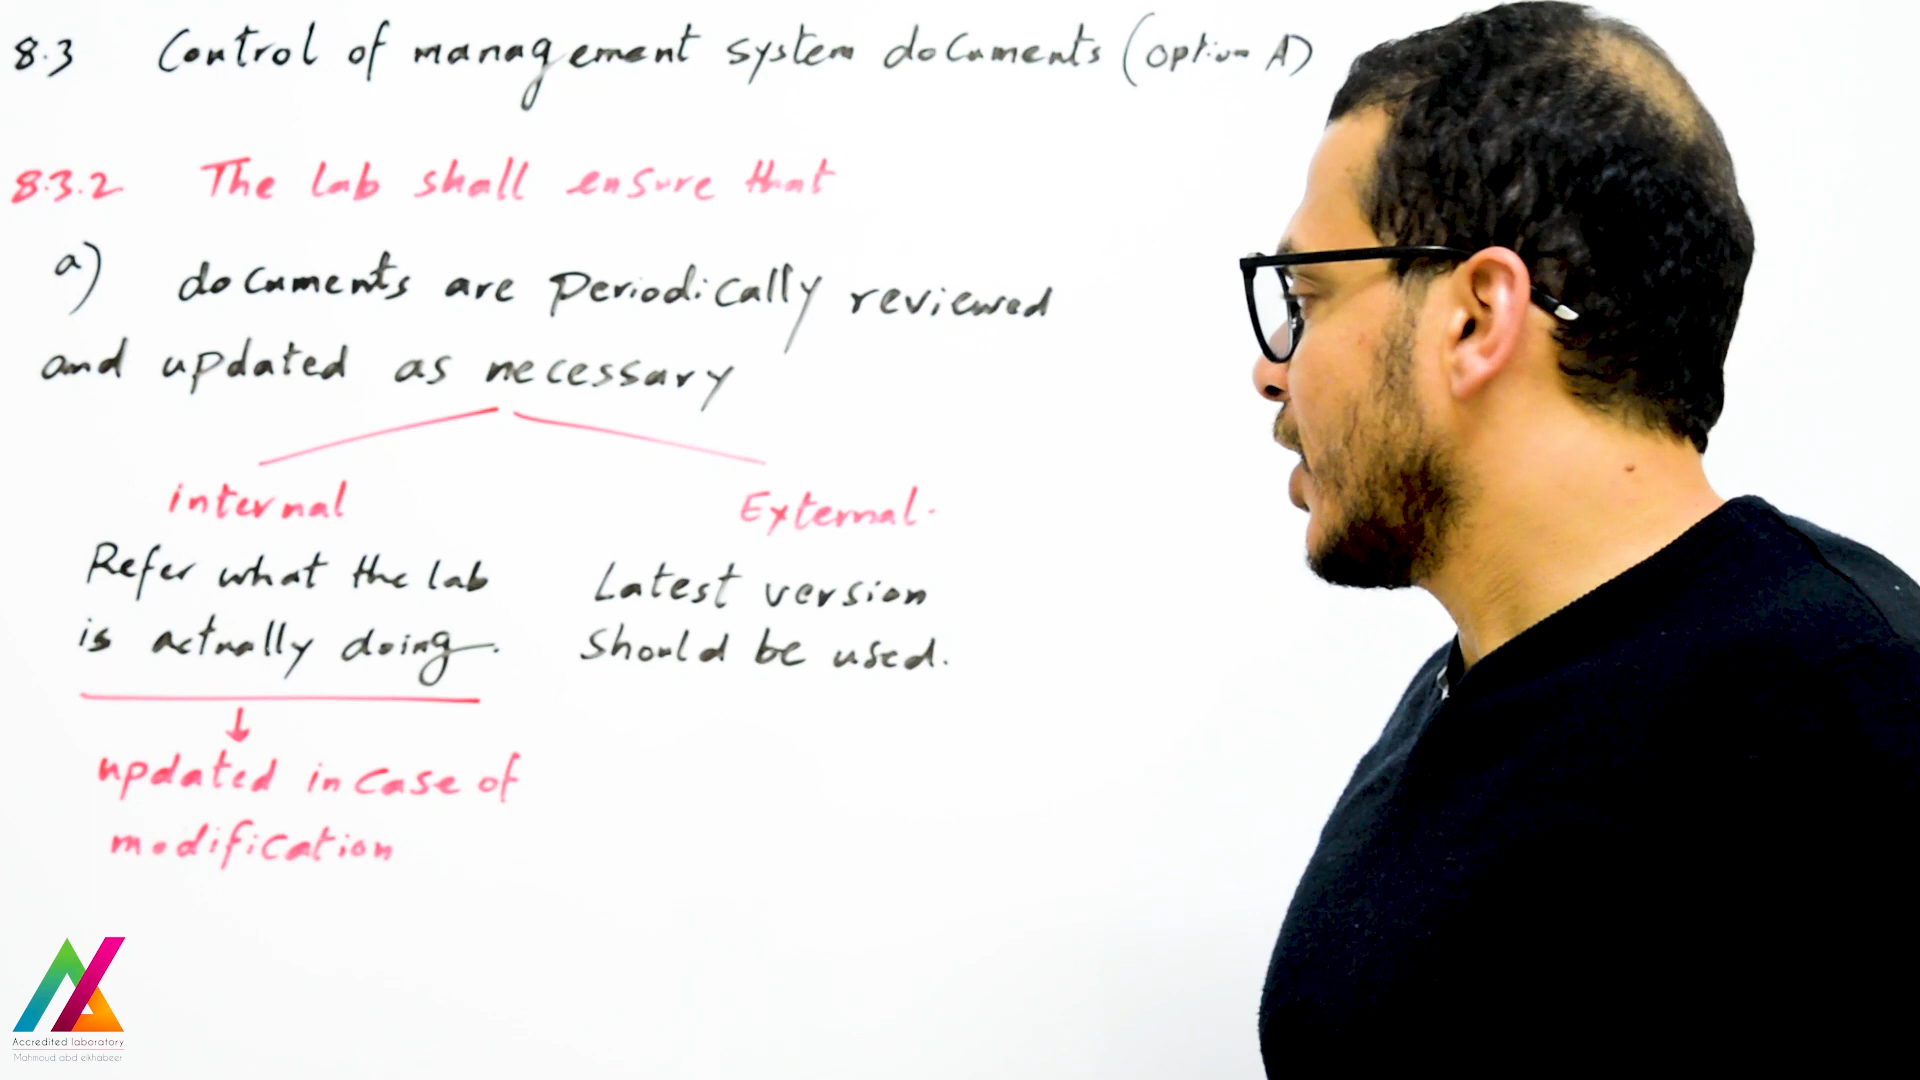 8.3 Control of management system documents (option A)
8.3.2 The lab shall ensure that
a) documents are periodically reviewed
and updated as necessary
internal
External.
Refer what the lab
is actually doing.
Latest version
should be used.
updated in case of
modification
Accredited laboratory
Mahmoud abd elkhabeer